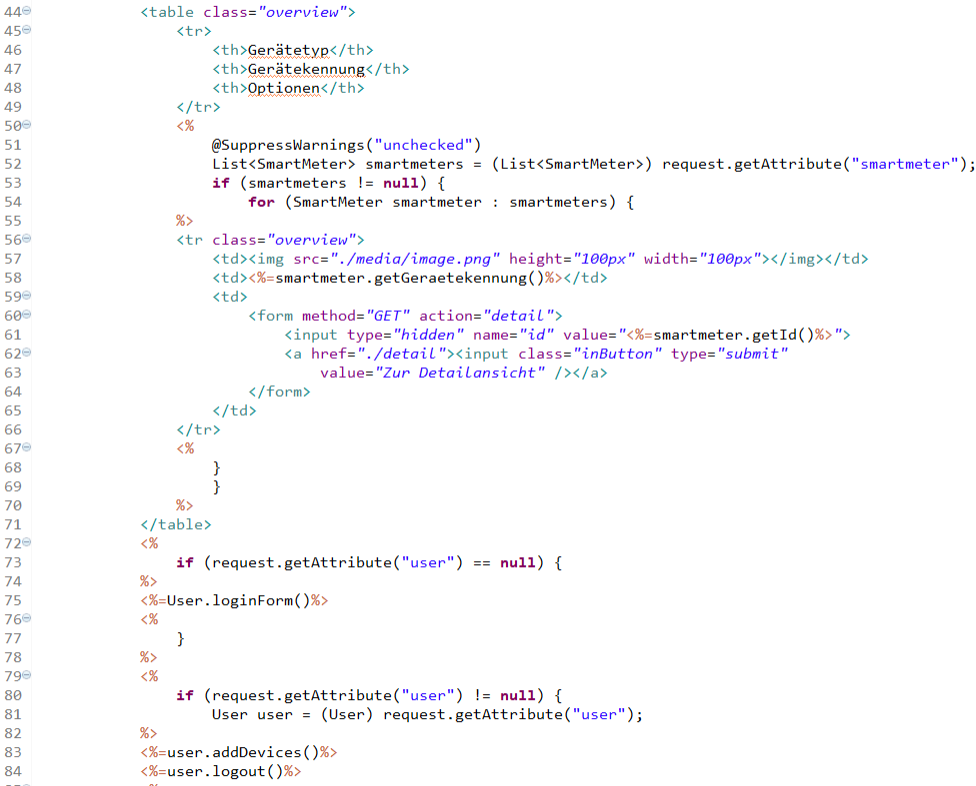 44 <table class="overview">
45 <tr>
46 <th>Gerätetyp</th>
47 <th>Gerätekennung</th>
48 <th>Optionen</th>
49 </tr>
50 <%
51 @SuppressWarnings("unchecked")
52 List<SmartMeter> smartmeters = (List<SmartMeter>) request.getAttribute("smartmeter");
53 if (smartmeters != null) {
54 for (SmartMeter smartmeter : smartmeters) {
55 %>
56 <tr class="overview">
57 <td><img src="./media/image.png" height="100px" width="100px"></img></td>
58 <td><%=smartmeter.getGeraetekennung()%></td>
59 <td>
60 <form method="GET" action="detail">
61 <input type="hidden" name="id" value="<%=smartmeter.getId()%>">
62 <a href="./detail"><input class="inButton" type="submit"
63 value="Zur Detailansicht" /></a>
64 </form>
65 </td>
66 </tr>
67 <%
68 }
69 }
70 %>
71 </table>
72 <%
73 if (request.getAttribute("user") == null) {
74 %>
75 <%=User.loginForm()%>
76 <%
77 }
78 %>
79 <%
80 if (request.getAttribute("user") != null) {
81 User user = (User) request.getAttribute("user");
82 %>
83 <%=user.addDevices()%>
84 <%=user.logout()%>